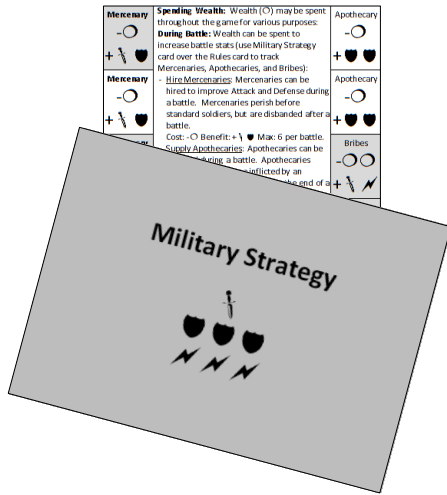 Mercenary
-O
+
Mercenary
-O
+
Spending Wealth: Wealth (O) may be spent
throughout the game for various purposes:
During Battle: Wealth can be spent to
increase battle stats (use Military Strategy
card over the Rules card to track
Mercenaries, Apothecaries, and Bribes):
- Hire Mercenaries: Mercenaries can be
hired to improve Attack and Defense during
a battle. Mercenaries perish before
standard soldiers, but are disbanded after a
battle.
Cost: -O Benefit: + Max: 6 per battle.
Supply Apothecaries: Apothecaries can be
during a battle. Apothecaries
inflicted by an
the end of a
Apothecary
-O
+
Apothecary
-O
+
Bribes
-OO
+
Military Strategy